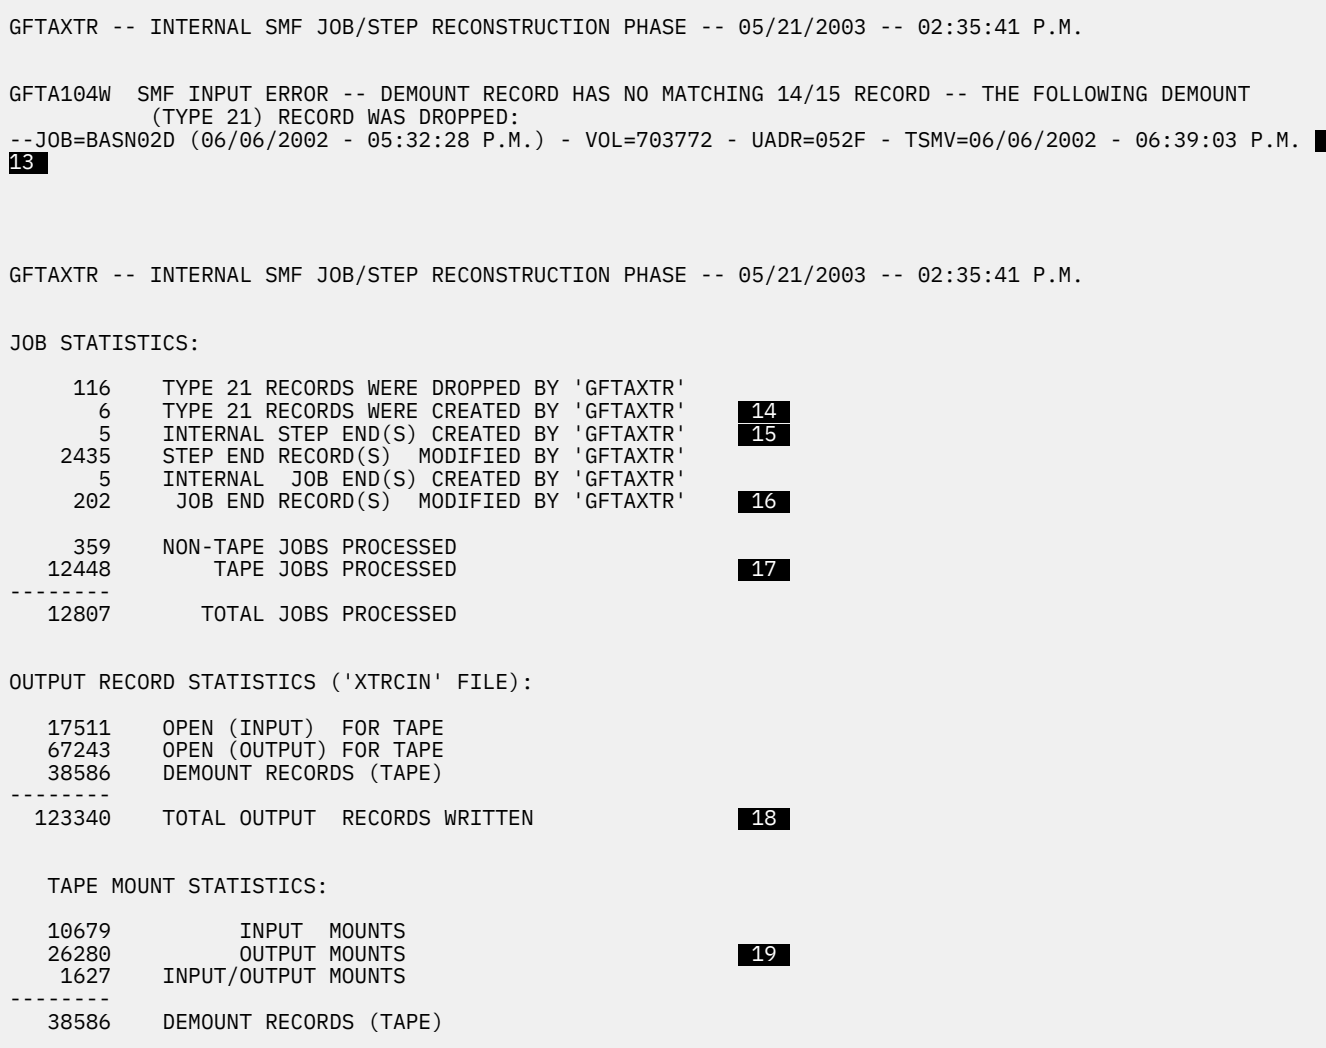 GFTAXTR -- INTERNAL SMF JOB/STEP RECONSTRUCTION PHASE -- 05/21/2003 -- 02:35:41 P.M.
GFTA104W  SMF INPUT ERROR -- DEMOUNT RECORD HAS NO MATCHING 14/15 RECORD -- THE FOLLOWING DEMOUNT
(TYPE 21) RECORD WAS DROPPED:
--JOB=BASN02D (06/06/2002 - 05:32:28 P.M.) - VOL=703772 - UADR=052F - TSMV=06/06/2002 - 06:39:03 P.M.
13
GFTAXTR -- INTERNAL SMF JOB/STEP RECONSTRUCTION PHASE -- 05/21/2003 -- 02:35:41 P.M.
JOB STATISTICS:
116    TYPE 21 RECORDS WERE DROPPED BY 'GFTAXTR'
6    TYPE 21 RECORDS WERE CREATED BY 'GFTAXTR'    14
5    INTERNAL STEP END(S) CREATED BY 'GFTAXTR'    15
2435    STEP END RECORD(S)  MODIFIED BY 'GFTAXTR'
5    INTERNAL  JOB END(S) CREATED BY 'GFTAXTR'
202     JOB END RECORD(S)  MODIFIED BY 'GFTAXTR'    16
359    NON-TAPE JOBS PROCESSED
12448        TAPE JOBS PROCESSED    17
--------
12807       TOTAL JOBS PROCESSED
OUTPUT RECORD STATISTICS ('XTRCIN' FILE):
17511    OPEN (INPUT)  FOR TAPE
67243    OPEN (OUTPUT) FOR TAPE
38586    DEMOUNT RECORDS (TAPE)
--------
123340    TOTAL OUTPUT  RECORDS WRITTEN    18
TAPE MOUNT STATISTICS:
10679          INPUT  MOUNTS
26280          OUTPUT MOUNTS    19
1627    INPUT/OUTPUT MOUNTS
--------
38586    DEMOUNT RECORDS (TAPE)